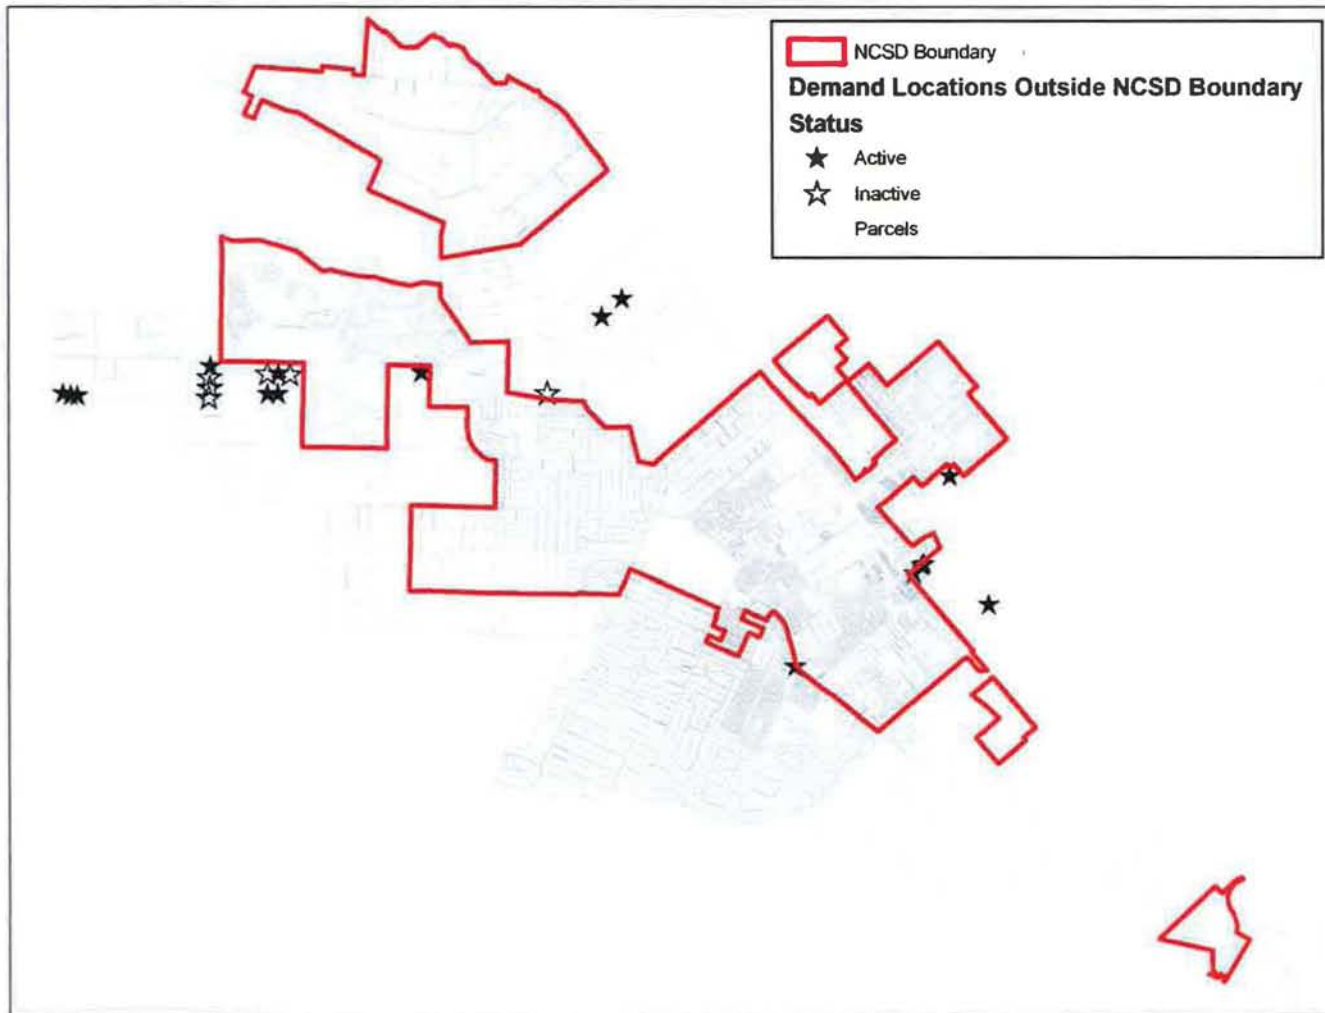 NCSD Boundary
Demand Locations Outside NCSD Boundary
Status
Active
Inactive
Parcels